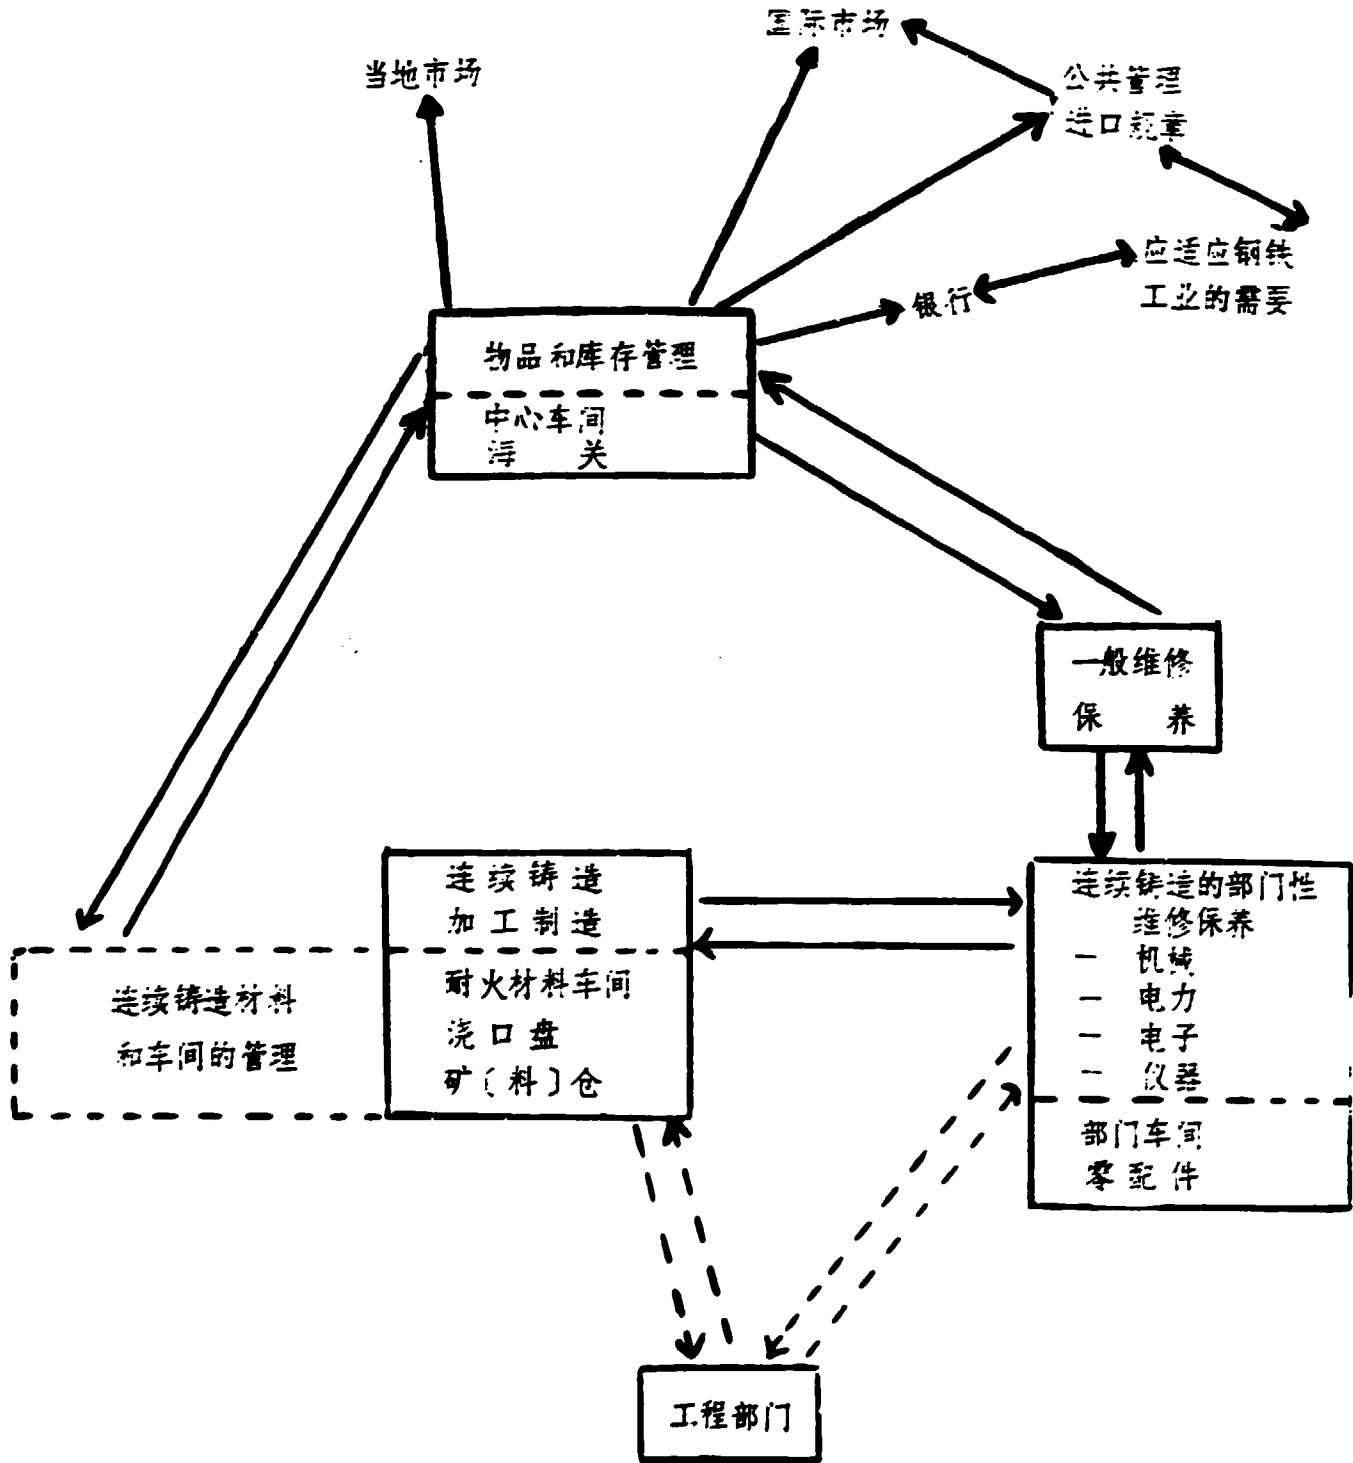 国际市场
当地市场
公共管理
进口规章
应适应钢铁
工业的需要
银行
物品和库存管理
中心车间
海 关
一般维修
保 养
连续铸造
加工制造
耐火材料车间
浇口盘
矿(料)仓
连续铸造材料
和车间的管理
连续铸造的部门性
维修保养
- 机械
- 电力
- 电子
- 仪器
部门车间
零配件
工程部门